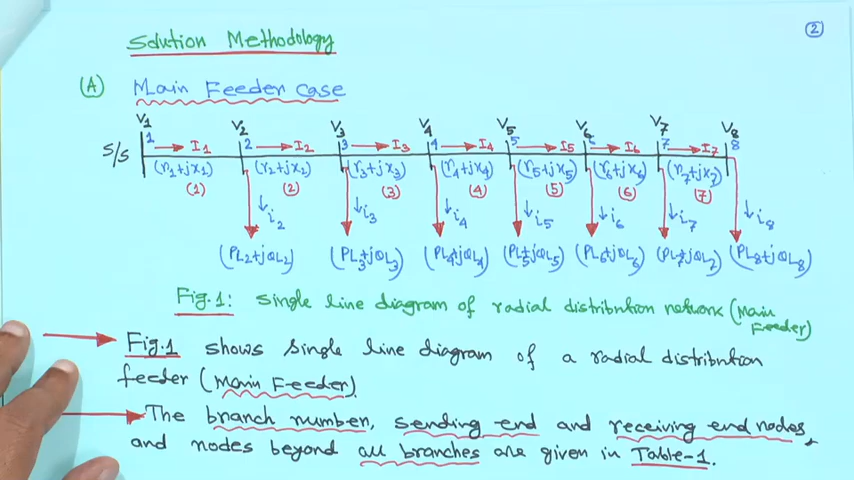 2
Solution Methodology
(A) Main Feeder Case
V1 V2 V3 V4 V5 V6 V7 V8
S/S 1 I1 2 I2 3 I3 4 I4 5 I5 6 I6 7 I7 8
(r1+jx1) (r2+jx2) (r3+jx3) (r4+jx4) (r5+jx5) (r6+jx6) (r7+jx7)
(1) (2) (3) (4) (5) (6) (7)
i2 i3 i4 i5 i6 i7 i8
(PL2+jQL2) (PL3+jQL3) (PL4+jQL4) (PL5+jQL5) (PL6+jQL6) (PL7+jQL7) (PL8+jQL8)
Fig.1: Single line diagram of radial distribution network (Main
Feeder)
Fig.1 shows single line diagram of a radial distribution
feeder (Main Feeder).
The branch number, sending end and receiving end nodes,
and nodes beyond all branches are given in Table-1.